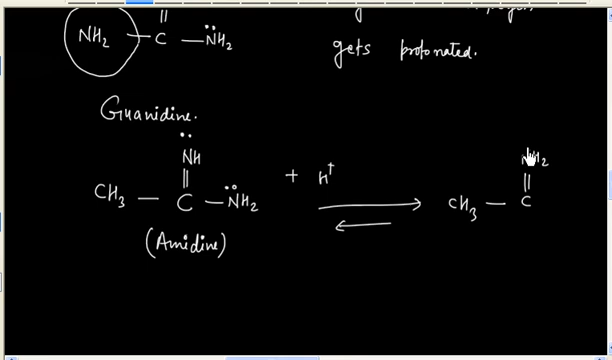 NH2 — C — NH2
gets protonated.
Guanidine.
NH
||
CH3 — C — NH2 + H+ ⇌ CH3 — C
NH2
||
(Amidine)